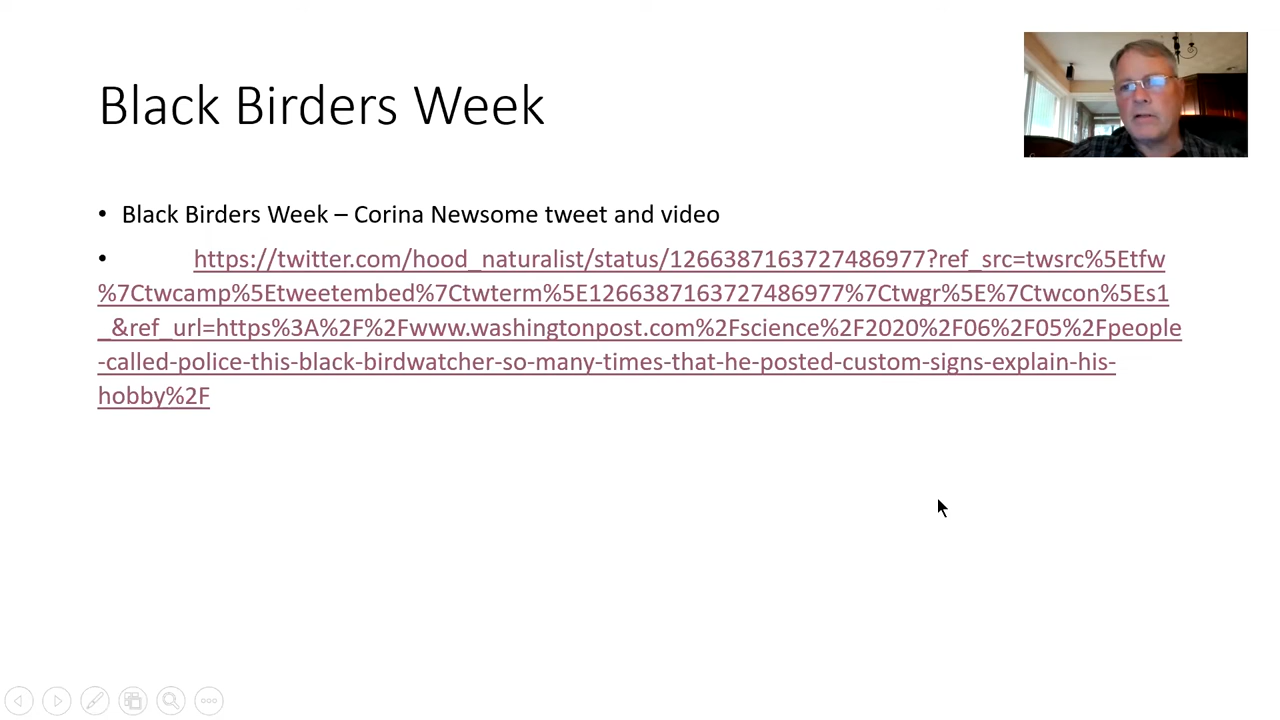 Black Birders Week
• Black Birders Week – Corina Newsome tweet and video
• https://twitter.com/hood_naturalist/status/1266387163727486977?ref_src=twsrc%5Etfw
%7Ctwcamp%5Etweetembed%7Ctwterm%5E1266387163727486977%7Ctwgr%5E%7Ctwcon%5Es1
_&ref_url=https%3A%2F%2Fwww.washingtonpost.com%2Fscience%2F2020%2F06%2F05%2Fpeople
-called-police-this-black-birdwatcher-so-many-times-that-he-posted-custom-signs-explain-his-
hobby%2F